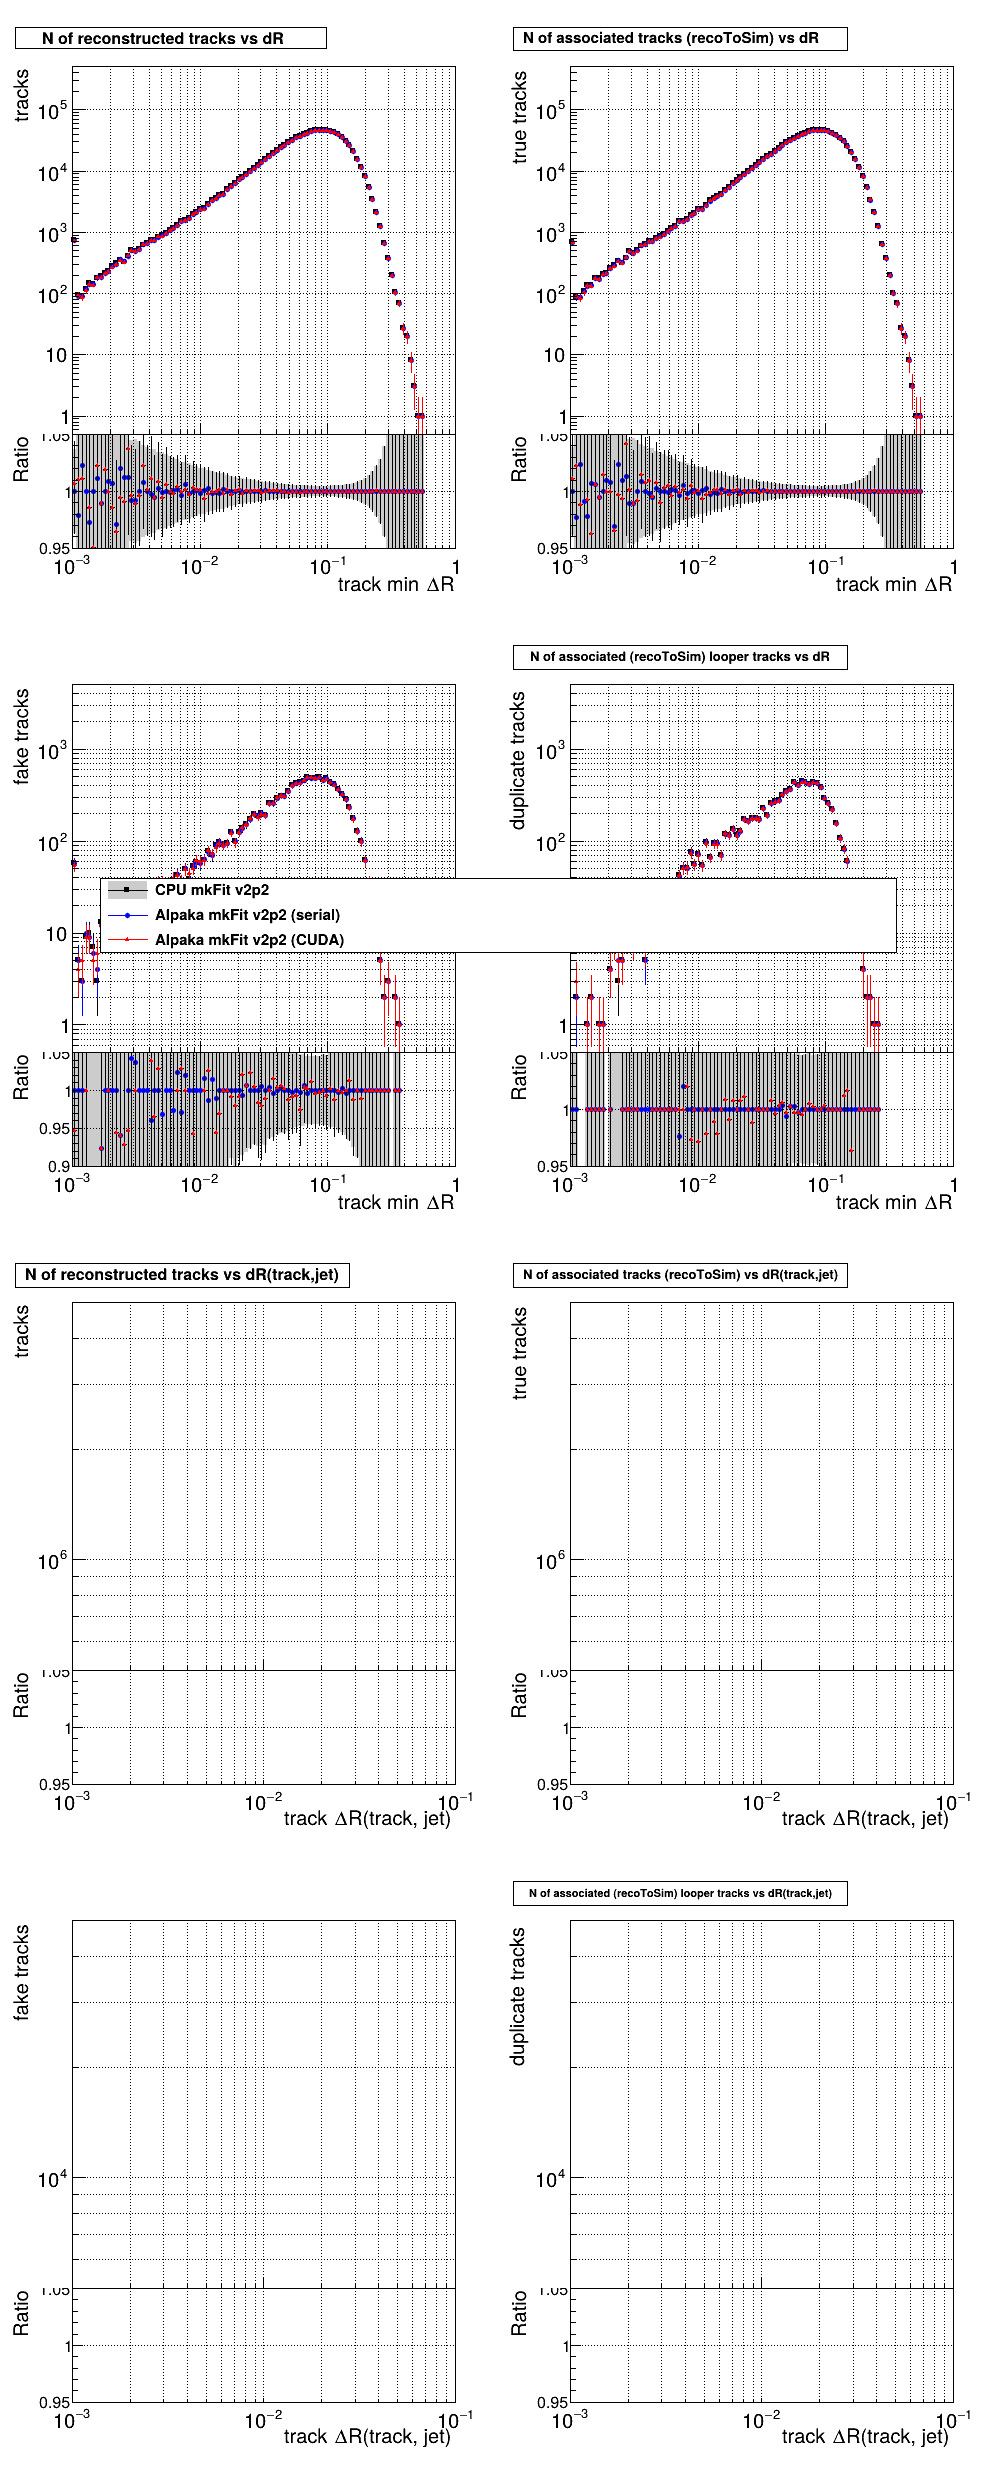 N of reconstructed tracks vs dR
N of associated tracks (recoToSim) vs dR
tracks
10^5
10^4
10^3
10^2
10
1
true tracks
10^5
10^4
10^3
10^2
10
1
Ratio
1.05
1
0.95
10^−3
10^−2
10^−1
1
track min ΔR
Ratio
1.05
1
0.95
10^−3
10^−2
10^−1
1
track min ΔR
N of associated (recoToSim) looper tracks vs dR
fake tracks
10^3
10^2
10
1
duplicate tracks
10^3
10^2
1
CPU mkFit v2p2
Alpaka mkFit v2p2 (serial)
Alpaka mkFit v2p2 (CUDA)
Ratio
1.05
1
0.95
0.9
10^−3
10^−2
10^−1
1
track min ΔR
Ratio
1.05
1
0.95
10^−3
10^−2
10^−1
1
track min ΔR
N of reconstructed tracks vs dR(track,jet)
N of associated tracks (recoToSim) vs dR(track,jet)
tracks
10^6
true tracks
10^6
Ratio
1.05
1
0.95
10^−3
10^−2
10^−1
track ΔR(track, jet)
Ratio
1.05
1
0.95
10^−3
10^−2
10^−1
track ΔR(track, jet)
N of associated (recoToSim) looper tracks vs dR(track,jet)
fake tracks
10^4
duplicate tracks
10^4
Ratio
1.05
1
0.95
10^−3
10^−2
10^−1
track ΔR(track, jet)
Ratio
1.05
1
0.95
10^−3
10^−2
10^−1
track ΔR(track, jet)